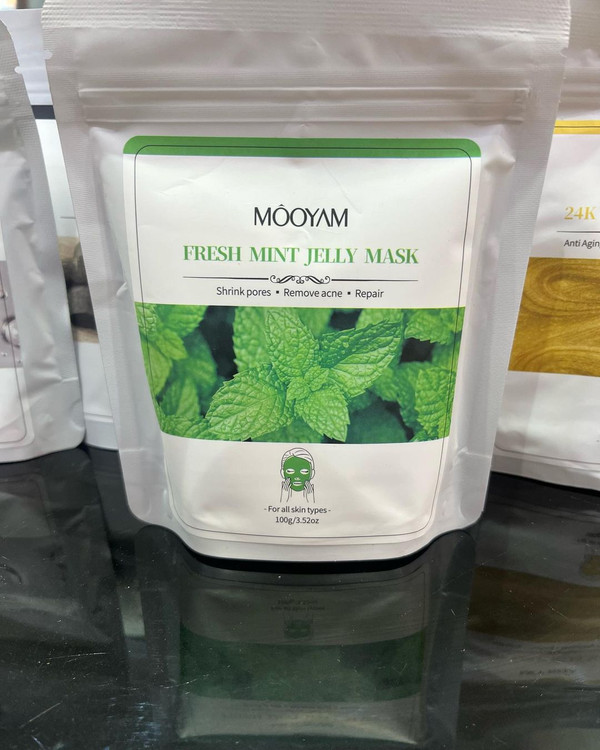 MÔOYAM
FRESH MINT JELLY MASK
Shrink pores ▪ Remove acne ▪ Repair
- For all skin types -
100g/3.52oz
24K
Anti Aging